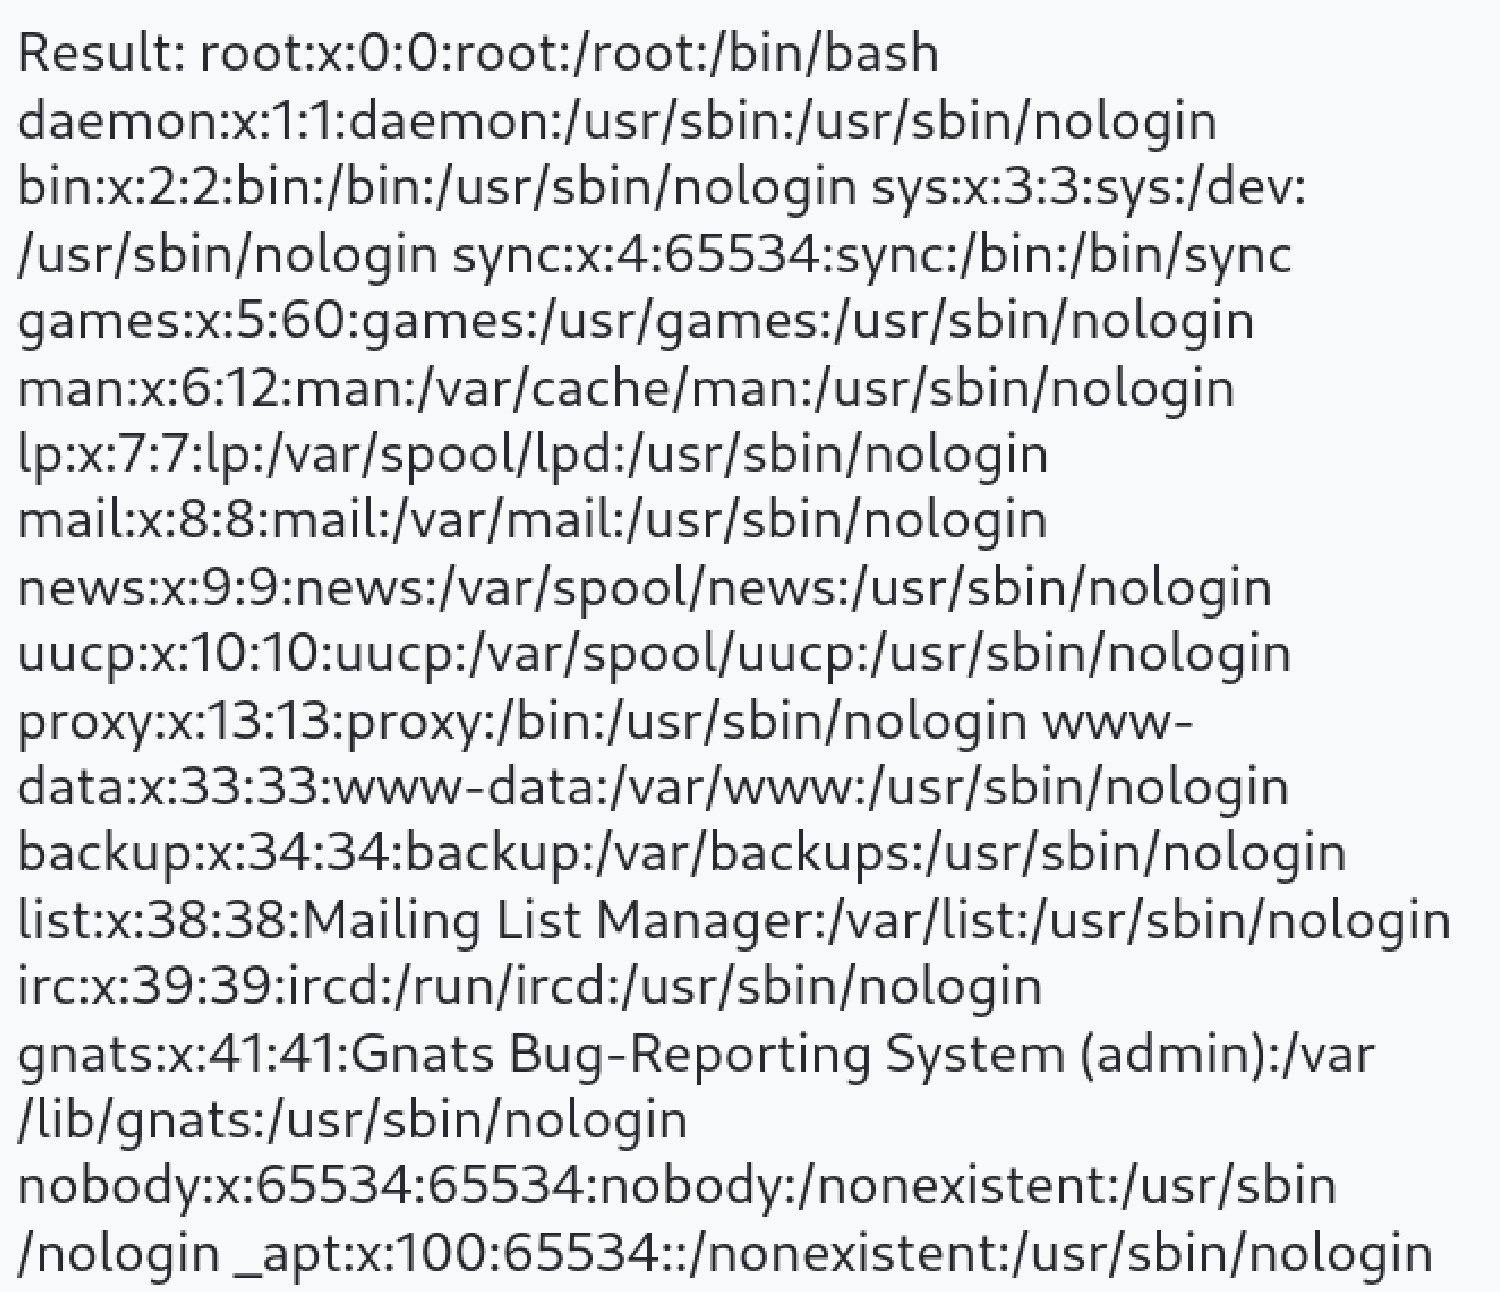 Result: root:x:0:0:root:/root:/bin/bash
daemon:x:1:1:daemon:/usr/sbin:/usr/sbin/nologin
bin:x:2:2:bin:/bin:/usr/sbin/nologin sys:x:3:3:sys:/dev:
/usr/sbin/nologin sync:x:4:65534:sync:/bin:/bin/sync
games:x:5:60:games:/usr/games:/usr/sbin/nologin
man:x:6:12:man:/var/cache/man:/usr/sbin/nologin
lp:x:7:7:lp:/var/spool/lpd:/usr/sbin/nologin
mail:x:8:8:mail:/var/mail:/usr/sbin/nologin
news:x:9:9:news:/var/spool/news:/usr/sbin/nologin
uucp:x:10:10:uucp:/var/spool/uucp:/usr/sbin/nologin
proxy:x:13:13:proxy:/bin:/usr/sbin/nologin www-
data:x:33:33:www-data:/var/www:/usr/sbin/nologin
backup:x:34:34:backup:/var/backups:/usr/sbin/nologin
list:x:38:38:Mailing List Manager:/var/list:/usr/sbin/nologin
irc:x:39:39:ircd:/run/ircd:/usr/sbin/nologin
gnats:x:41:41:Gnats Bug-Reporting System (admin):/var
/lib/gnats:/usr/sbin/nologin
nobody:x:65534:65534:nobody:/nonexistent:/usr/sbin
/nologin _apt:x:100:65534::/nonexistent:/usr/sbin/nologin